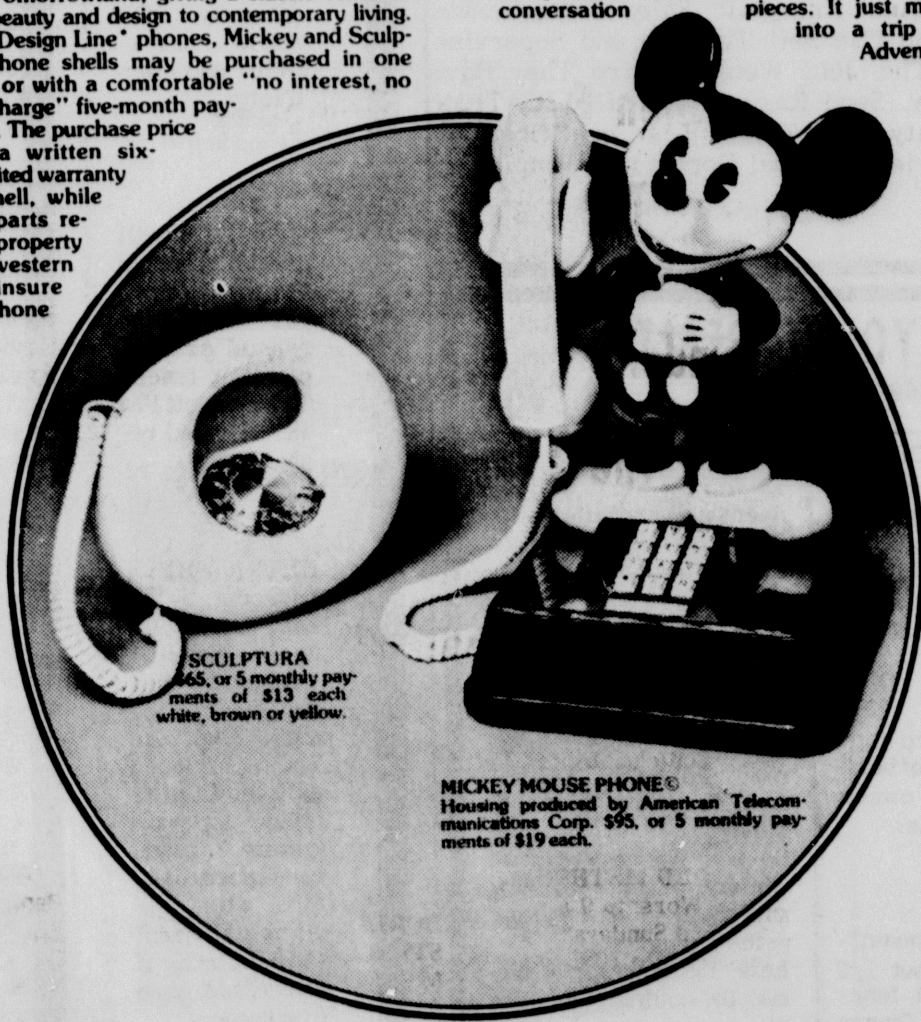 beauty and design to contemporary living.
Design Line® phones, Mickey and Sculp-
hone shells may be purchased in one
or with a comfortable "no interest, no
harge" five-month pay-
The purchase price
a written six-
ited warranty
hell, while
parts re-
property
western
nsure
hone
conversation
pieces. It just m
into a trip
Adven
SCULPTURA
$65, or 5 monthly pay-
ments of $13 each
white, brown or yellow.
MICKEY MOUSE PHONE©
Housing produced by American Telecom-
munications Corp. $95, or 5 monthly pay-
ments of $19 each.